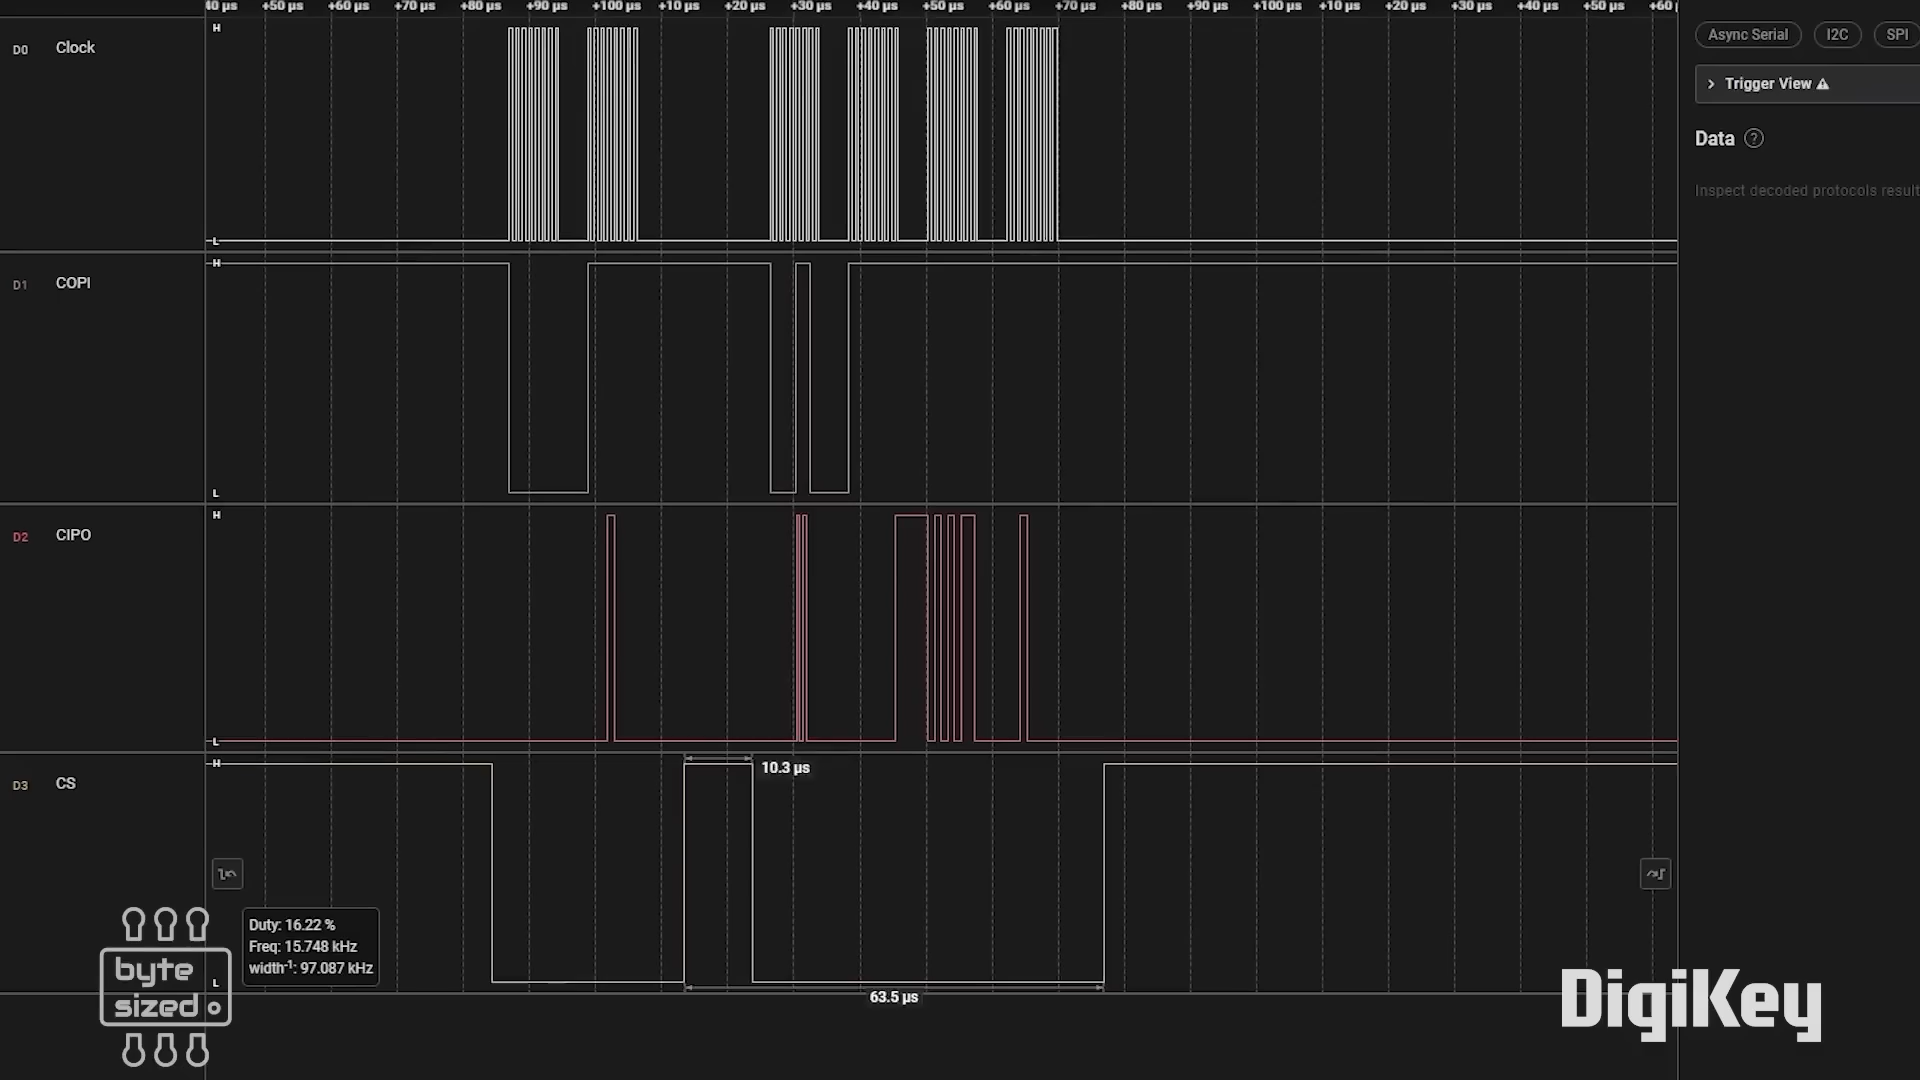 +50 µs +60 µs +70 µs +80 µs +90 µs +100 µs +10 µs +20 µs +30 µs +40 µs +50 µs +60 µs +70 µs +80 µs +90 µs +100 µs +10 µs +20 µs +30 µs +40 µs +50 µs +60
Async Serial I2C SPI
Trigger View
Data ?
Inspect decoded protocols result
D0 Clock
H
L
D1 COPI
H
L
D2 CIPO
H
L
D3 CS
H
L
10.3 µs
63.5 µs
Duty: 16.22 %
Freq: 15.748 kHz
width-1: 97.087 kHz
byte
sized
DigiKey